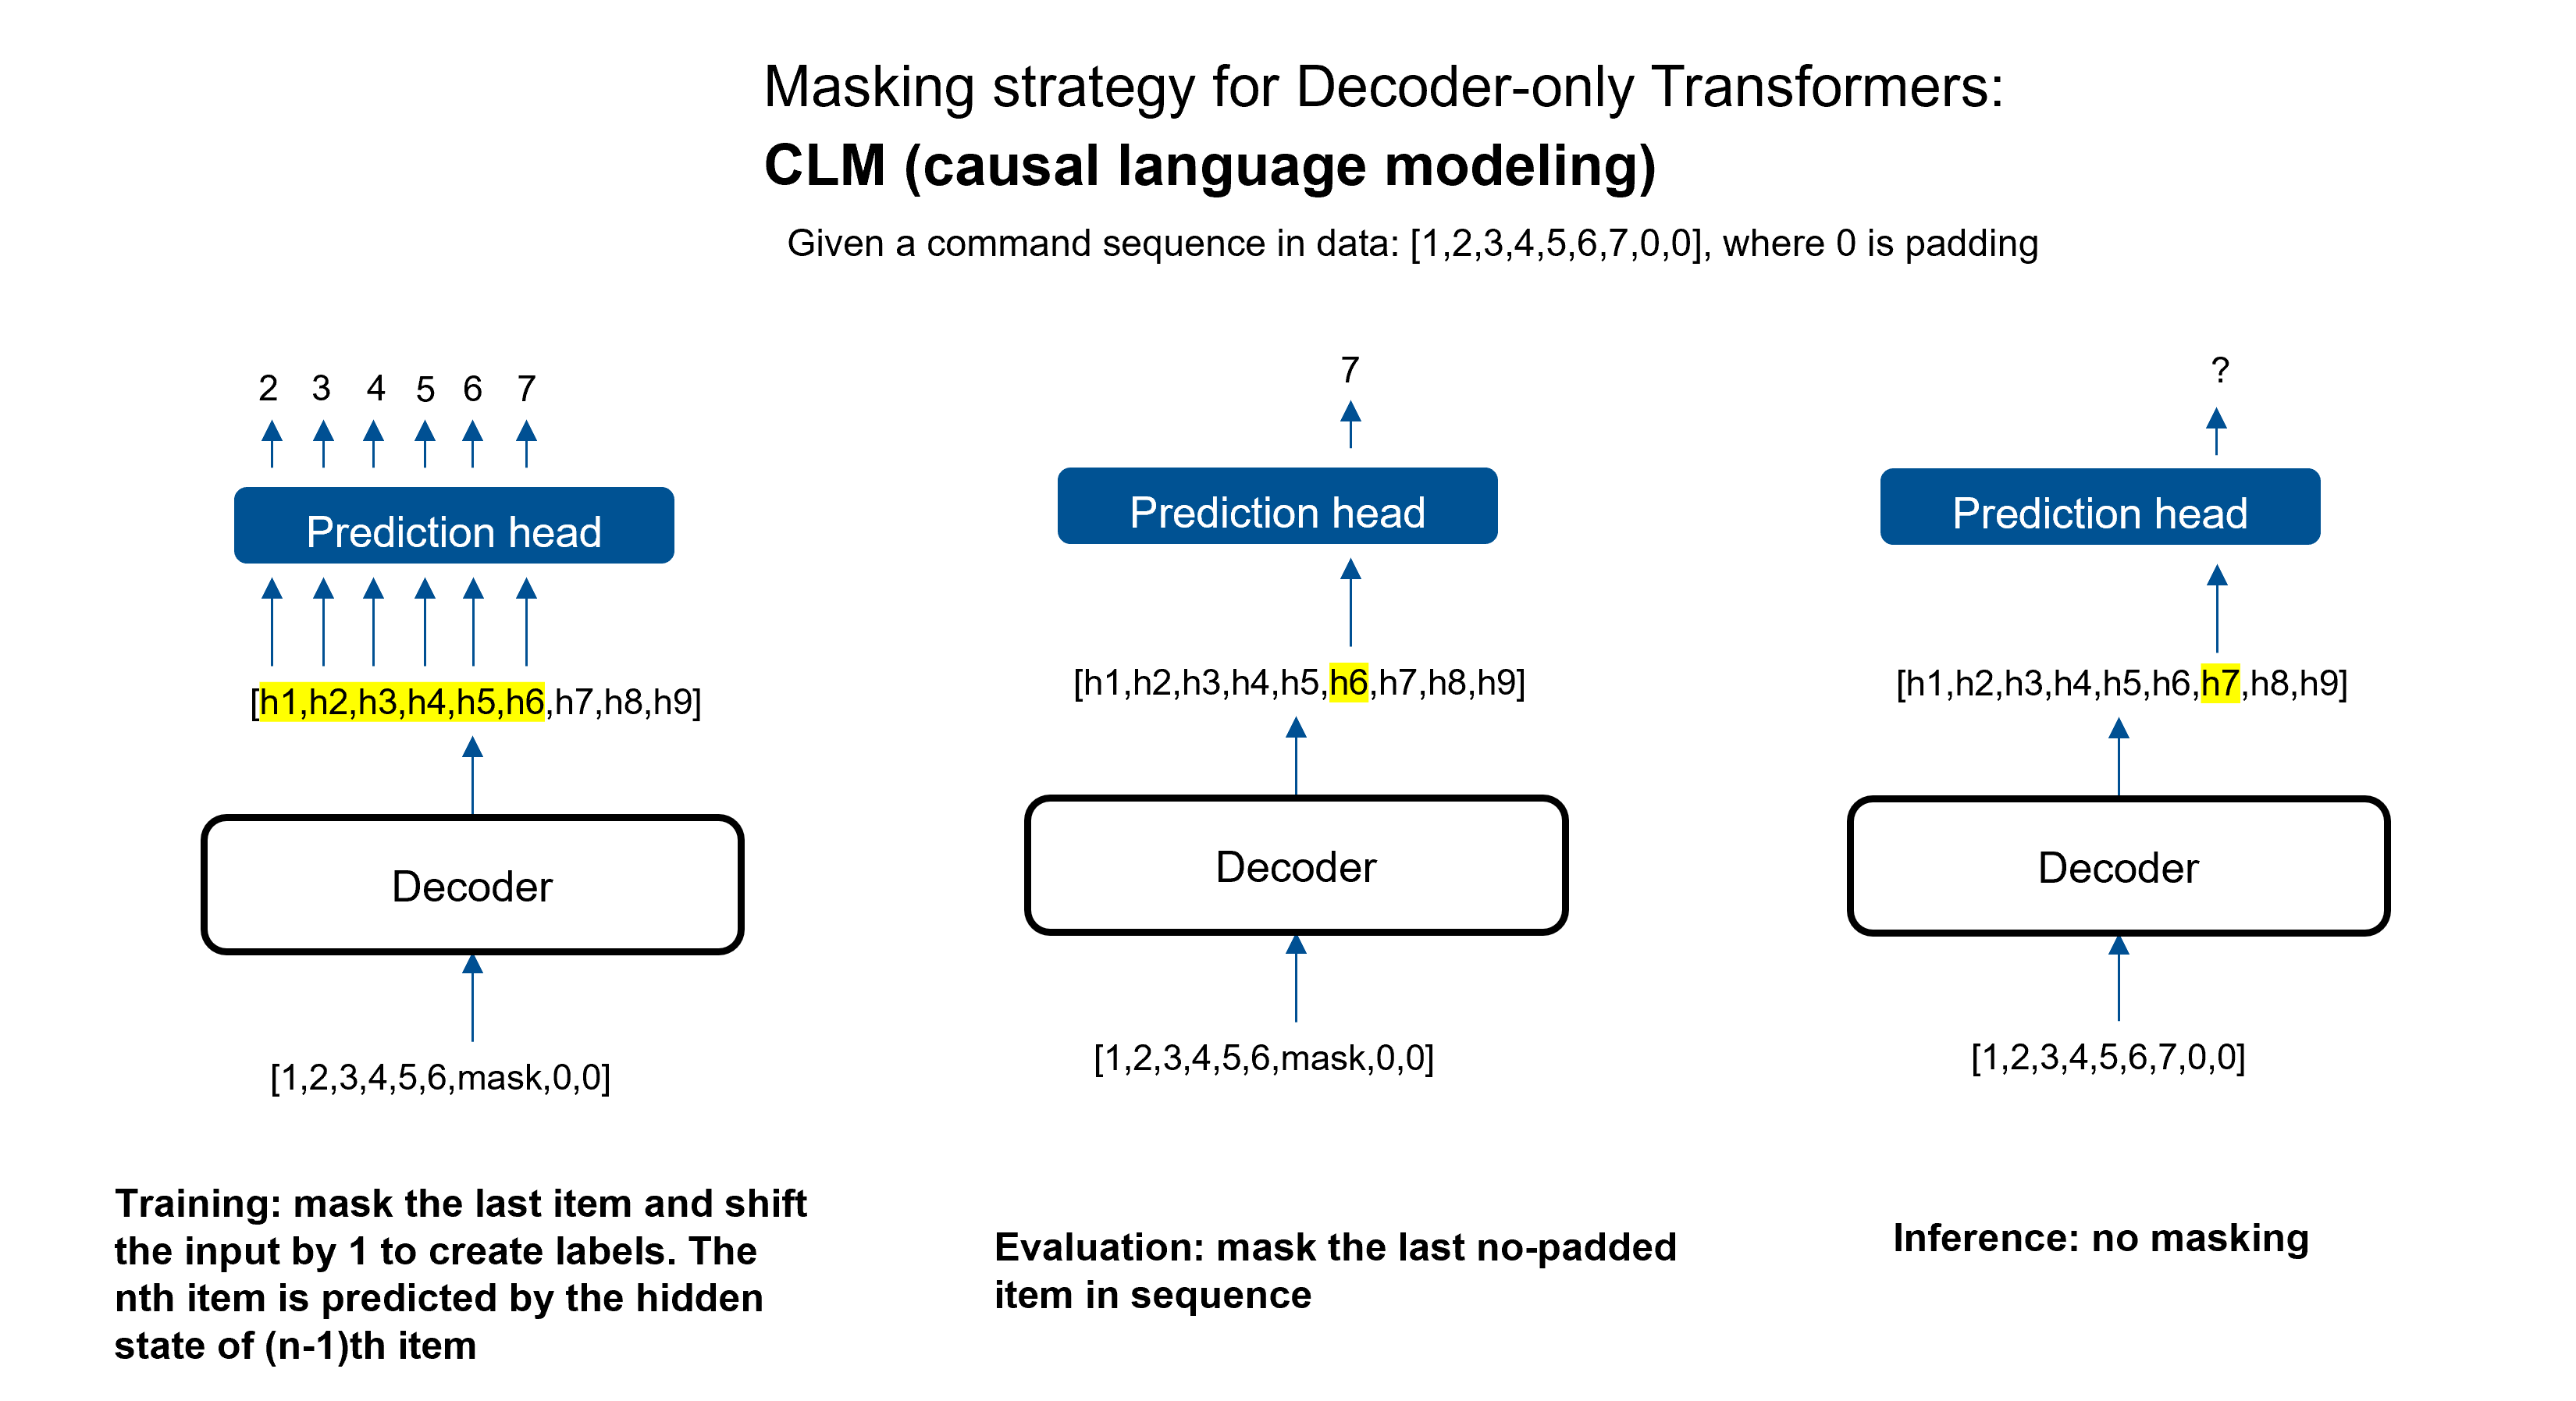 Masking strategy for Decoder-only Transformers:
CLM (causal language modeling)
Given a command sequence in data: [1,2,3,4,5,6,7,0,0], where 0 is padding
2 3 4 5 6 7
Prediction head
[h1,h2,h3,h4,h5,h6,h7,h8,h9]
Decoder
[1,2,3,4,5,6,mask,0,0]
Training: mask the last item and shift
the input by 1 to create labels. The
nth item is predicted by the hidden
state of (n-1)th item
7
Prediction head
[h1,h2,h3,h4,h5,h6,h7,h8,h9]
Decoder
[1,2,3,4,5,6,mask,0,0]
Evaluation: mask the last no-padded
item in sequence
?
Prediction head
[h1,h2,h3,h4,h5,h6,h7,h8,h9]
Decoder
[1,2,3,4,5,6,7,0,0]
Inference: no masking